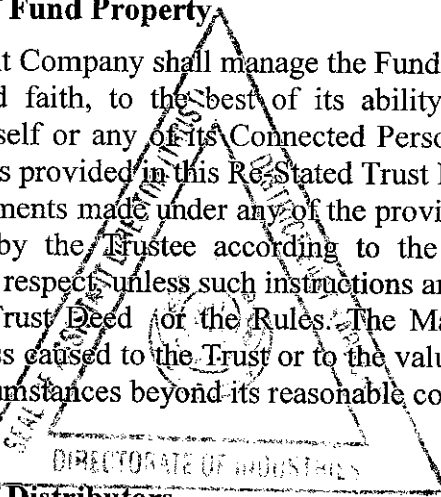 f Fund Property
nt Company shall manage the Fund
d faith, to the best of its ability
self or any of its Connected Perso
s provided in this Re-Stated Trust
ments made under any of the provi
by the Trustee according to the
respect, unless such instructions ar
Trust Deed or the Rules. The Ma
ss caused to the Trust or to the valu
umstances beyond its reasonable co
DIRECTORATE OF INDUSTRIES
f Distributors